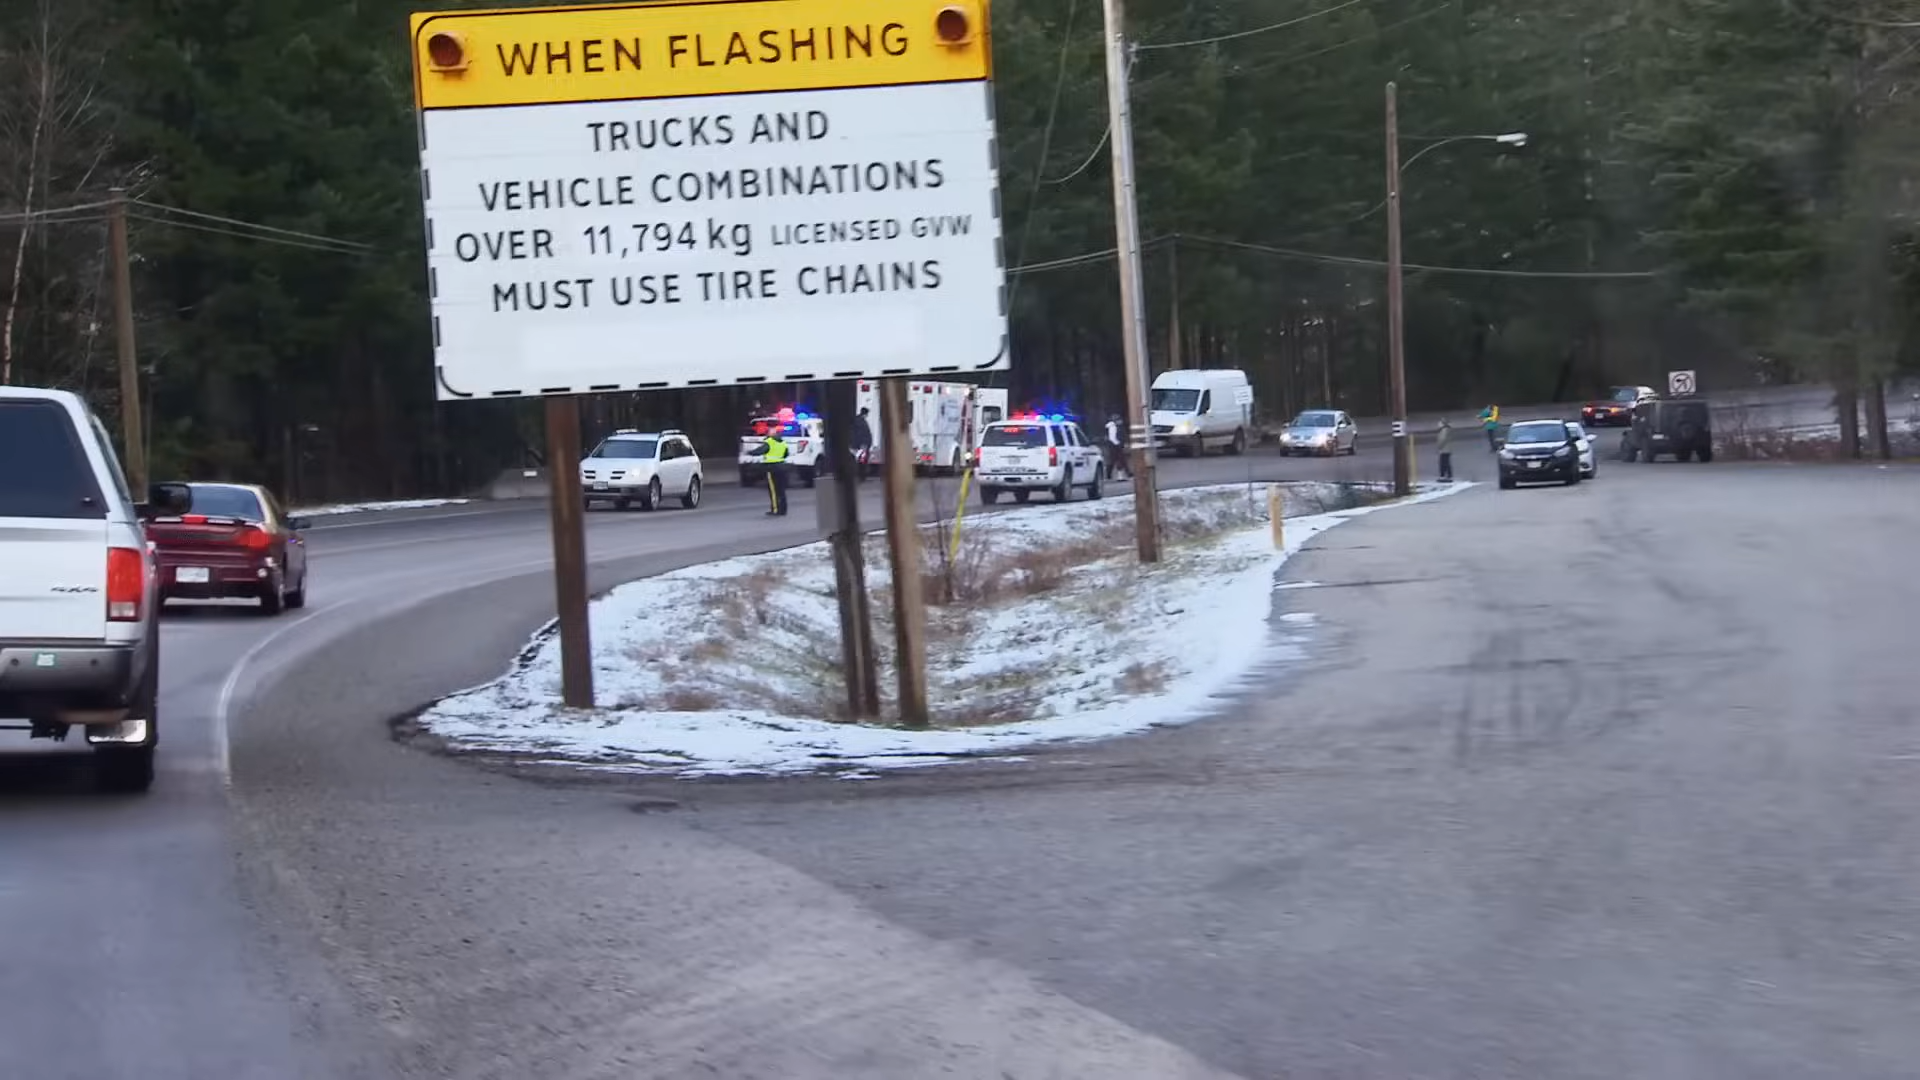 WHEN FLASHING
TRUCKS AND
VEHICLE COMBINATIONS
OVER 11,794 kg LICENSED GVW
MUST USE TIRE CHAINS